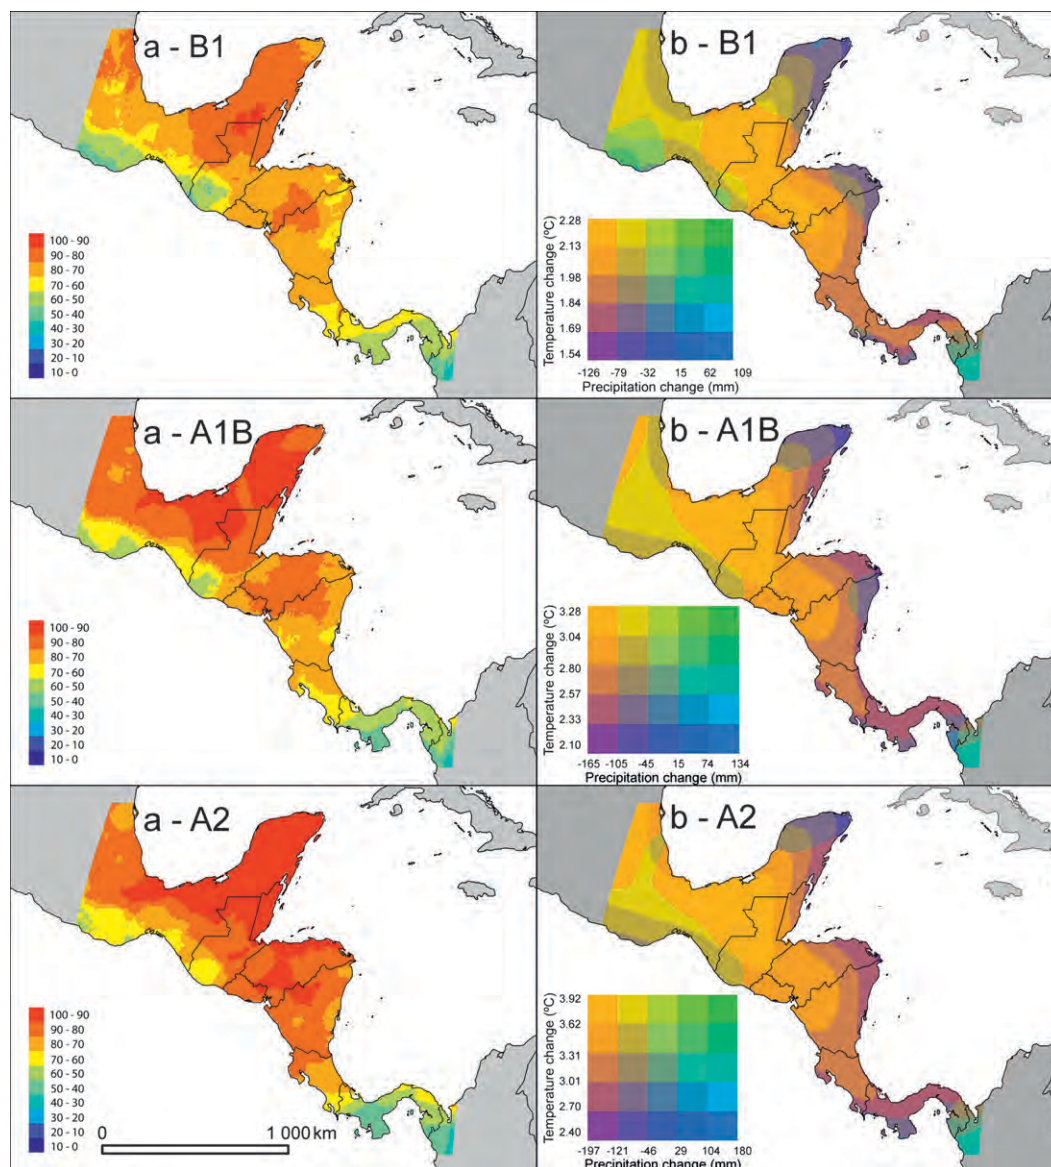 a - B1
100 - 90
90 - 80
80 - 70
70 - 60
60 - 50
50 - 40
40 - 30
30 - 20
20 - 10
10 - 0
b - B1
Temperature change (ºC)
2.28
2.13
1.98
1.84
1.69
1.54
-126 -79 -32 15 62 109
Precipitation change (mm)
a - A1B
100 - 90
90 - 80
80 - 70
70 - 60
60 - 50
50 - 40
40 - 30
30 - 20
20 - 10
10 - 0
b - A1B
Temperature change (ºC)
3.28
3.04
2.80
2.57
2.33
2.10
-165 -105 -45 15 74 134
Precipitation change (mm)
a - A2
100 - 90
90 - 80
80 - 70
70 - 60
60 - 50
50 - 40
40 - 30
30 - 20
20 - 10
10 - 0
0 1 000 km
b - A2
Temperature change (ºC)
3.92
3.62
3.31
3.01
2.70
2.40
-197 -121 -46 29 104 180
Precipitation change (mm)